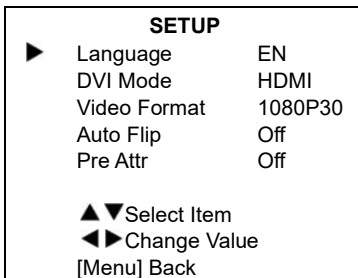 SETUP
▶ Language EN
DVI Mode HDMI
Video Format 1080P30
Auto Flip Off
Pre Attr Off
▲▼Select Item
◀▶Change Value
[Menu] Back